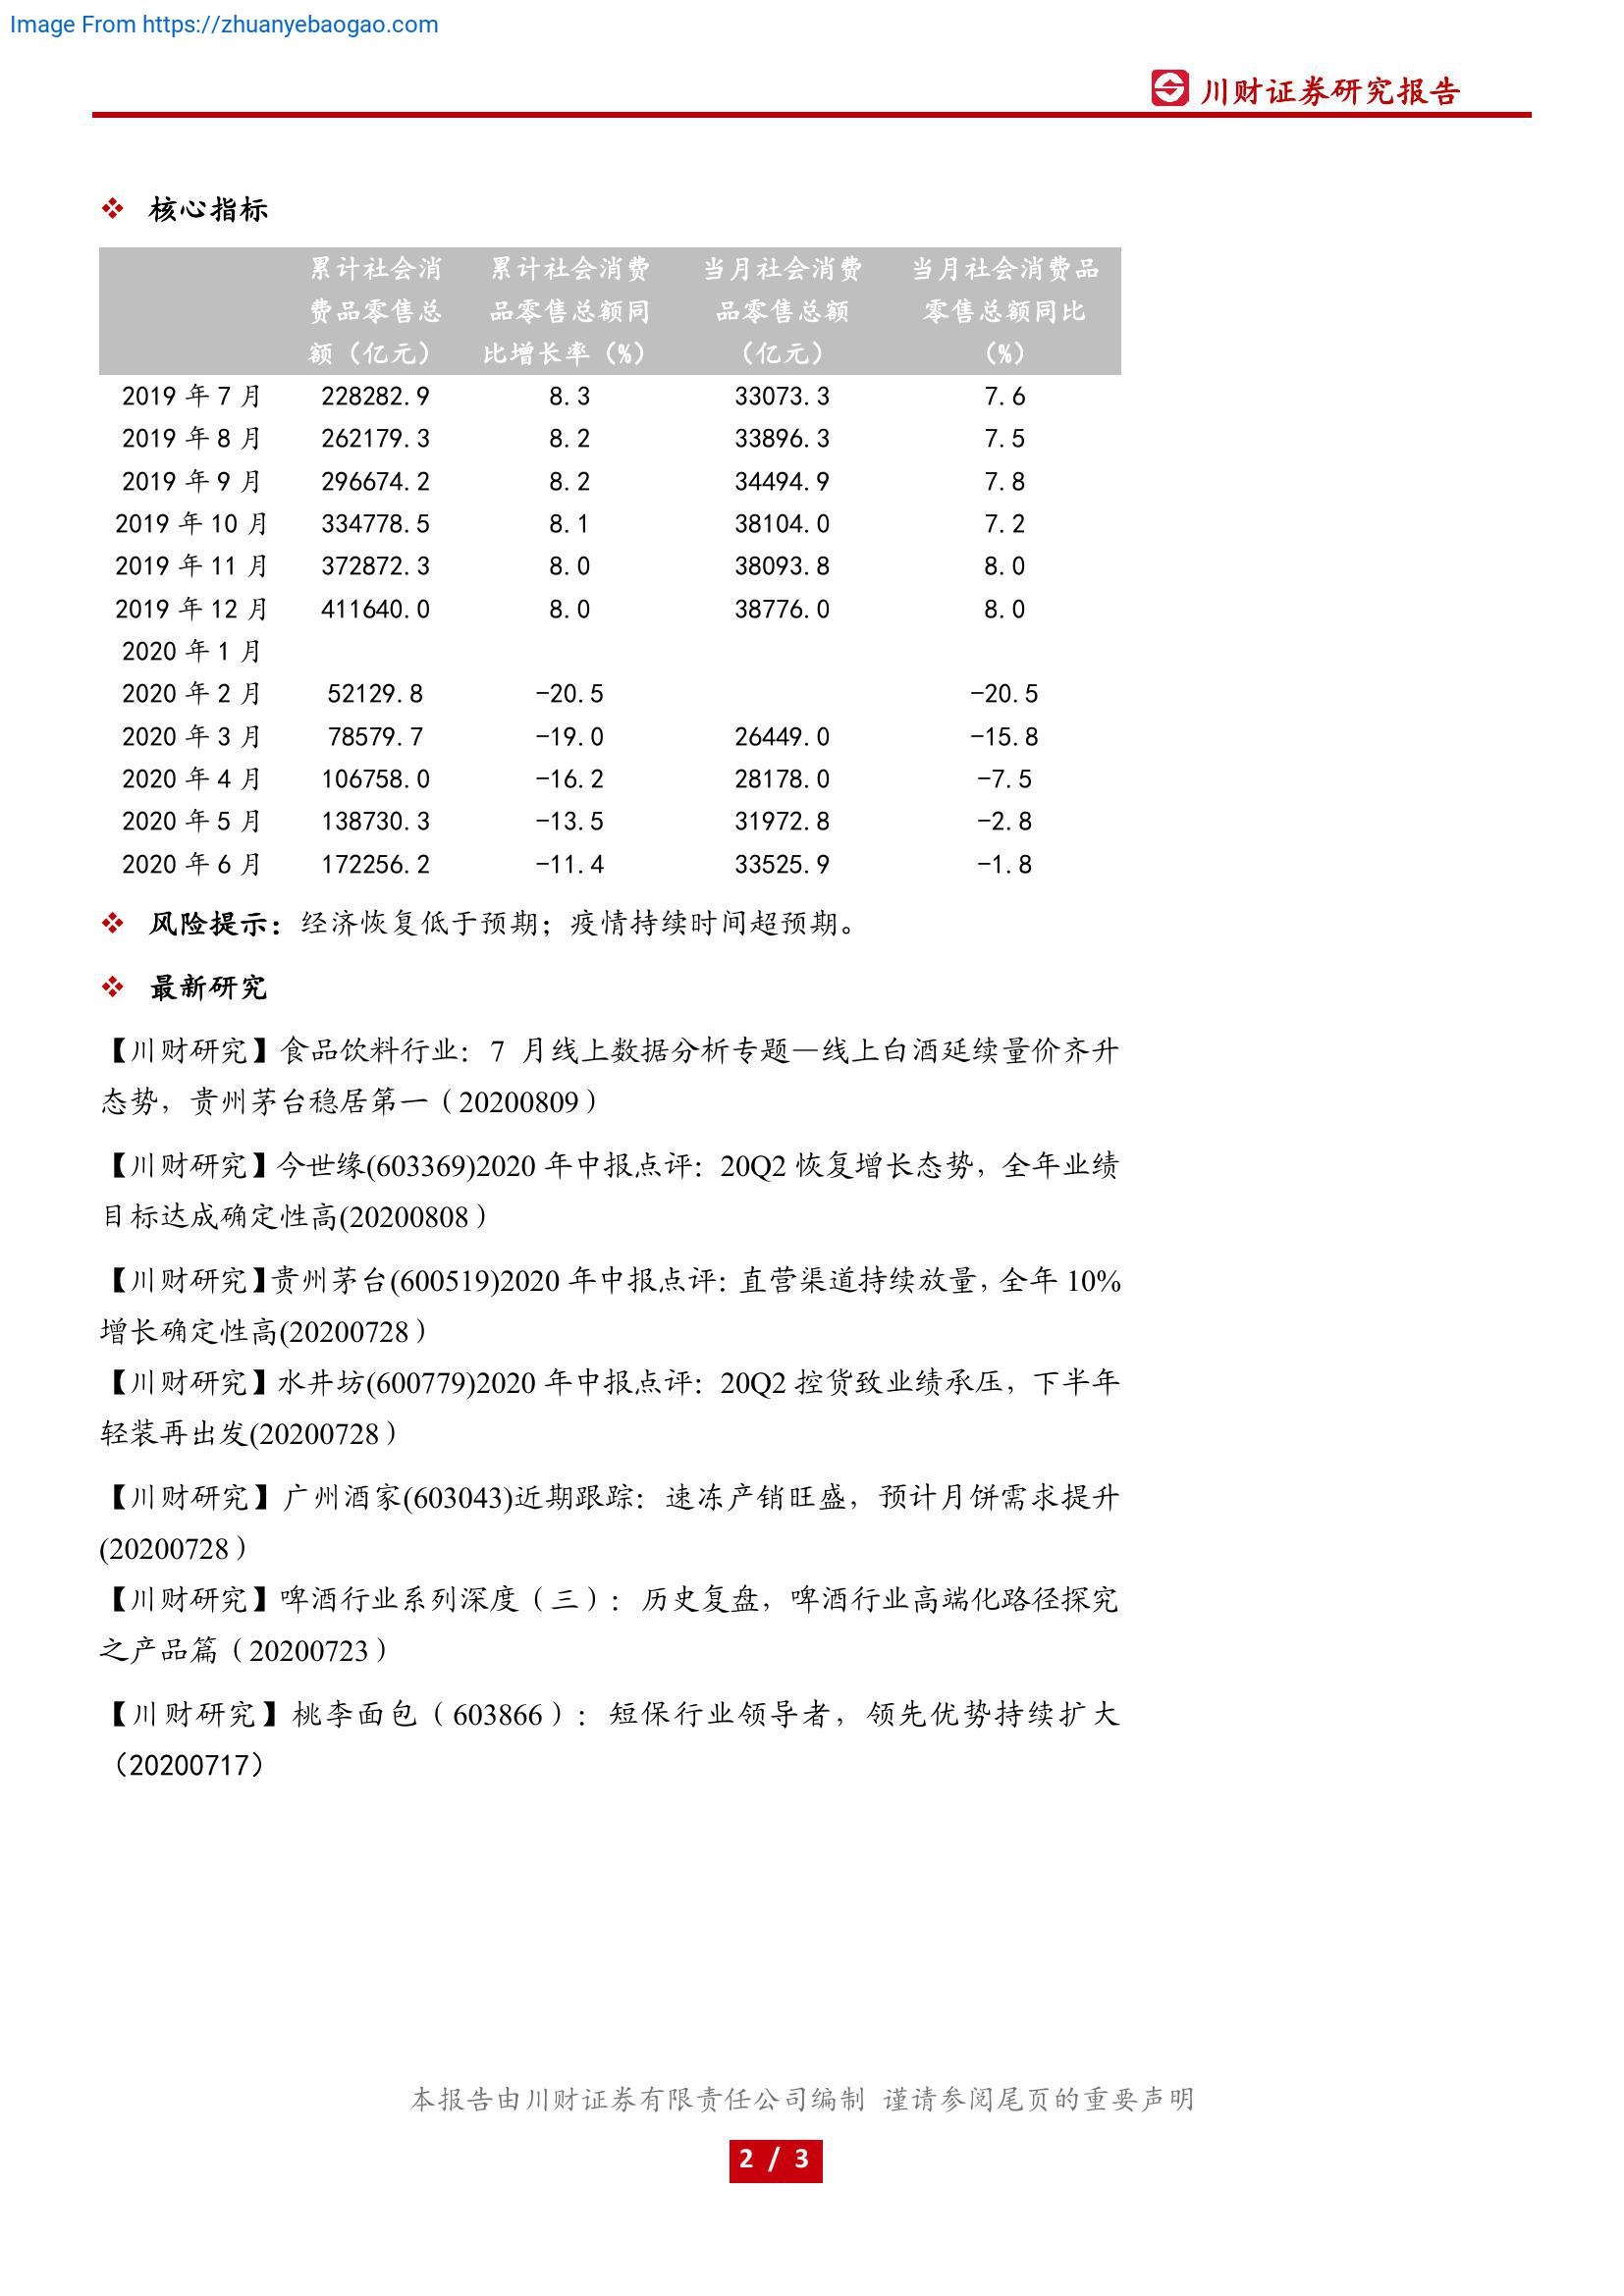 Image From https://zhuanyebaogao.com
川财证券研究报告
❖ 核心指标
累计社会消 累计社会消费 当月社会消费 当月社会消费品
费品零售总 品零售总额同 品零售总额 零售总额同比
额（亿元） 比增长率（%） （亿元） （%）
2019 年 7 月 228282.9 8.3 33073.3 7.6
2019 年 8 月 262179.3 8.2 33896.3 7.5
2019 年 9 月 296674.2 8.2 34494.9 7.8
2019 年 10 月 334778.5 8.1 38104.0 7.2
2019 年 11 月 372872.3 8.0 38093.8 8.0
2019 年 12 月 411640.0 8.0 38776.0 8.0
2020 年 1 月
2020 年 2 月 52129.8 -20.5 -20.5
2020 年 3 月 78579.7 -19.0 26449.0 -15.8
2020 年 4 月 106758.0 -16.2 28178.0 -7.5
2020 年 5 月 138730.3 -13.5 31972.8 -2.8
2020 年 6 月 172256.2 -11.4 33525.9 -1.8
❖ 风险提示：经济恢复低于预期；疫情持续时间超预期。
❖ 最新研究
【川财研究】食品饮料行业：7 月线上数据分析专题—线上白酒延续量价齐升
态势，贵州茅台稳居第一（20200809）
【川财研究】今世缘(603369)2020 年中报点评：20Q2 恢复增长态势，全年业绩
目标达成确定性高(20200808）
【川财研究】贵州茅台(600519)2020 年中报点评：直营渠道持续放量，全年 10%
增长确定性高(20200728）
【川财研究】水井坊(600779)2020 年中报点评：20Q2 控货致业绩承压，下半年
轻装再出发(20200728）
【川财研究】广州酒家(603043)近期跟踪：速冻产销旺盛，预计月饼需求提升
(20200728）
【川财研究】啤酒行业系列深度（三）：历史复盘，啤酒行业高端化路径探究
之产品篇（20200723）
【川财研究】桃李面包（603866）：短保行业领导者，领先优势持续扩大
（20200717）
本报告由川财证券有限责任公司编制 谨请参阅尾页的重要声明
2 / 3